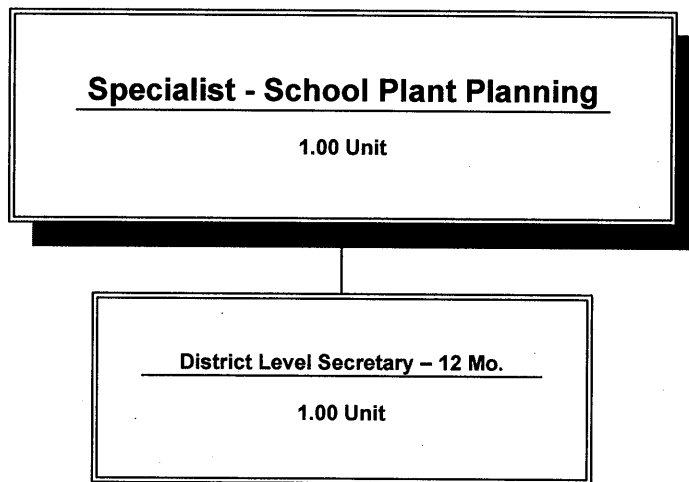 Specialist - School Plant Planning
1.00 Unit
District Level Secretary – 12 Mo.
1.00 Unit